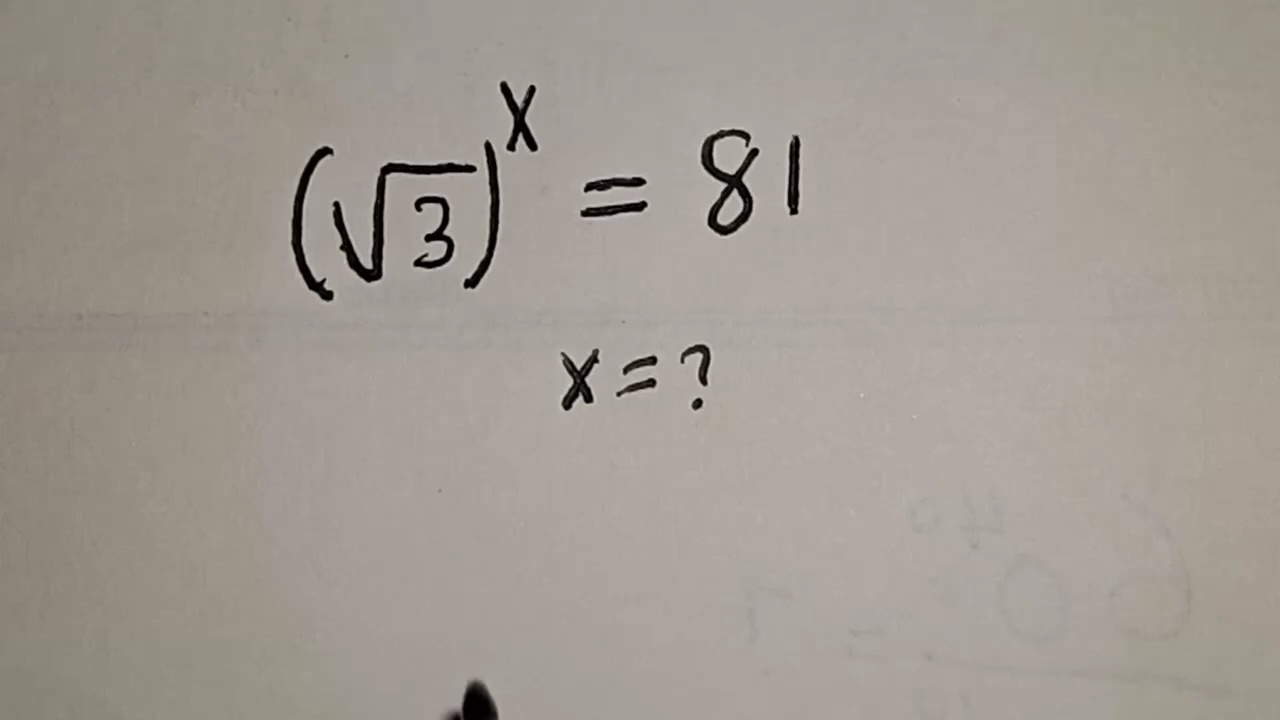 (√3)^x = 81
x = ?